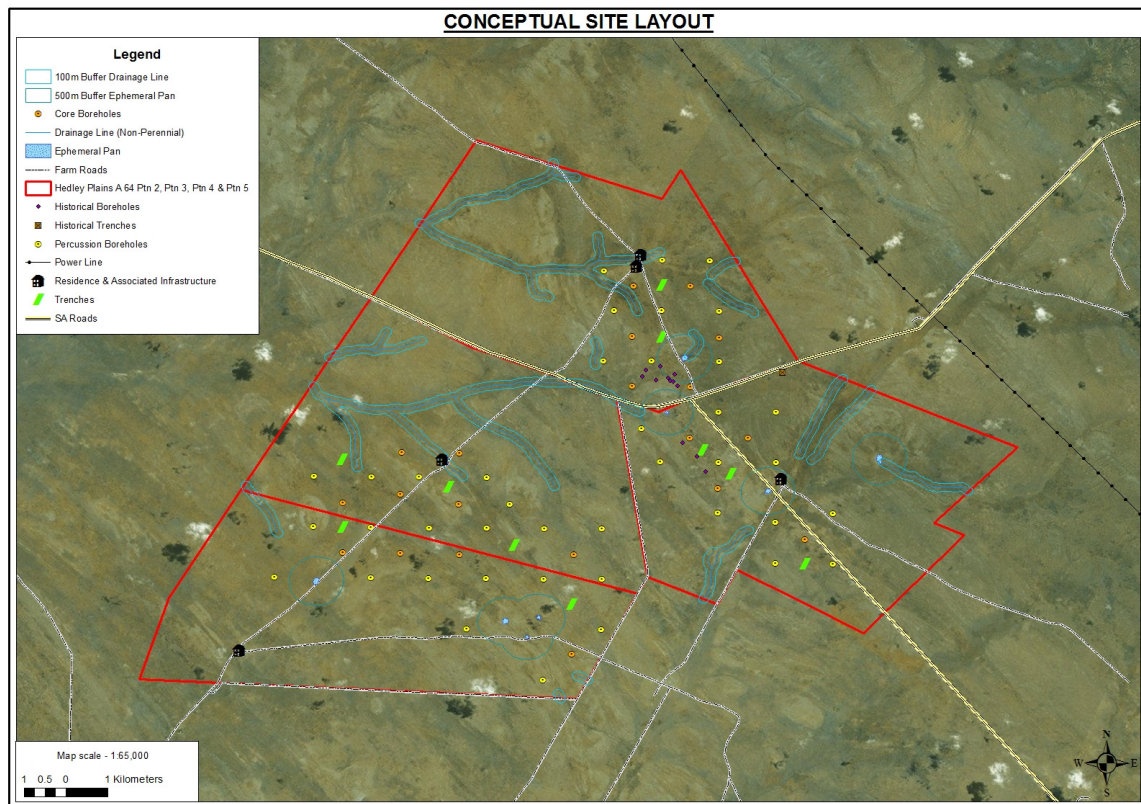 CONCEPTUAL SITE LAYOUT
Legend
100m Buffer Drainage Line
500m Buffer Ephemeral Pan
Core Boreholes
Drainage Line (Non-Perennial)
Ephemeral Pan
Farm Roads
Hedley Plains A 64 Ptn 2, Ptn 3, Ptn 4 & Ptn 5
Historical Boreholes
Historical Trenches
Percussion Boreholes
Power Line
Residence & Associated Infrastructure
Trenches
SA Roads
Map scale - 1:65,000
1 0.5 0 1 Kilometers
N
W E
S